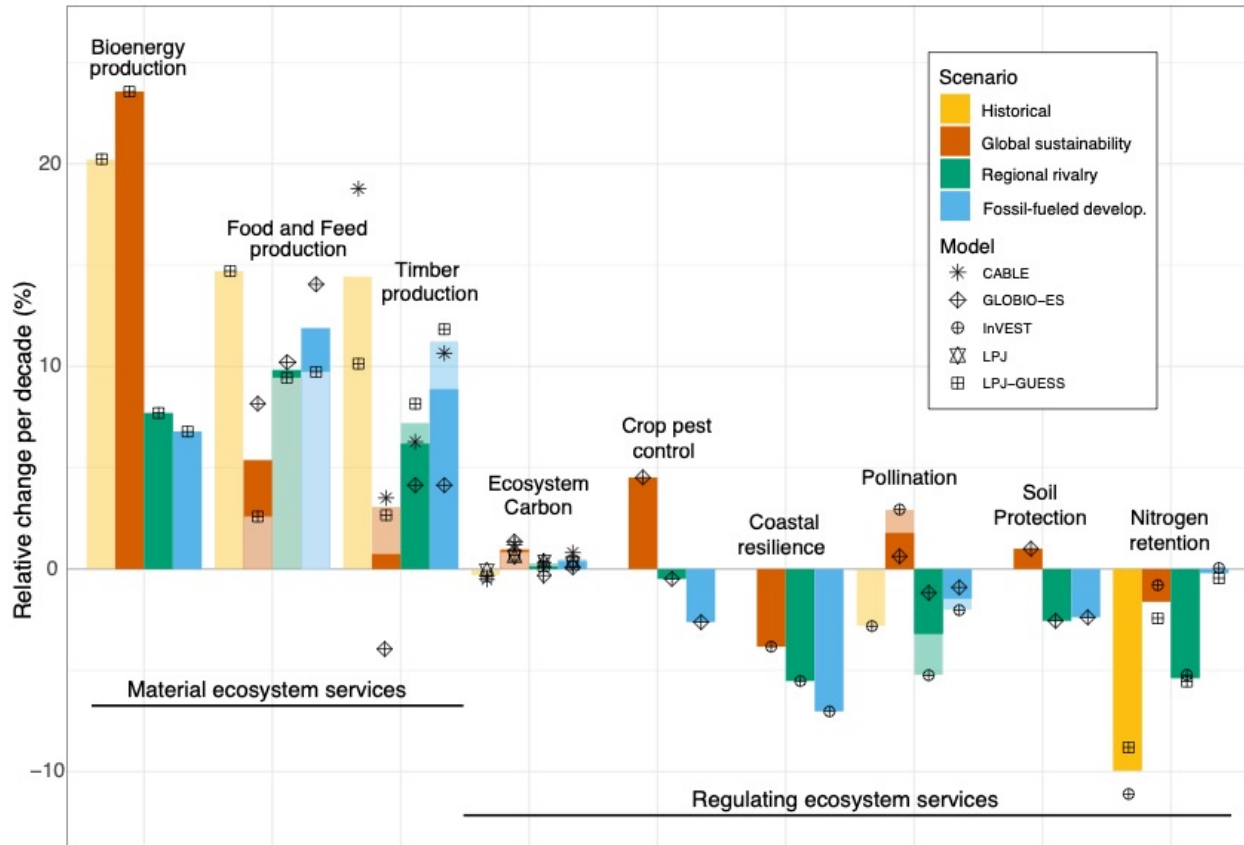 Bioenergy
production
Food and Feed
production
Timber
production
Ecosystem
Carbon
Crop pest
control
Coastal
resilience
Pollination
Soil
Protection
Nitrogen
retention
Scenario
Historical
Global sustainability
Regional rivalry
Fossil-fueled develop.
Model
CABLE
GLOBIO-ES
InVEST
LPJ
LPJ-GUESS
Relative change per decade (%)
20
10
0
−10
Material ecosystem services
Regulating ecosystem services